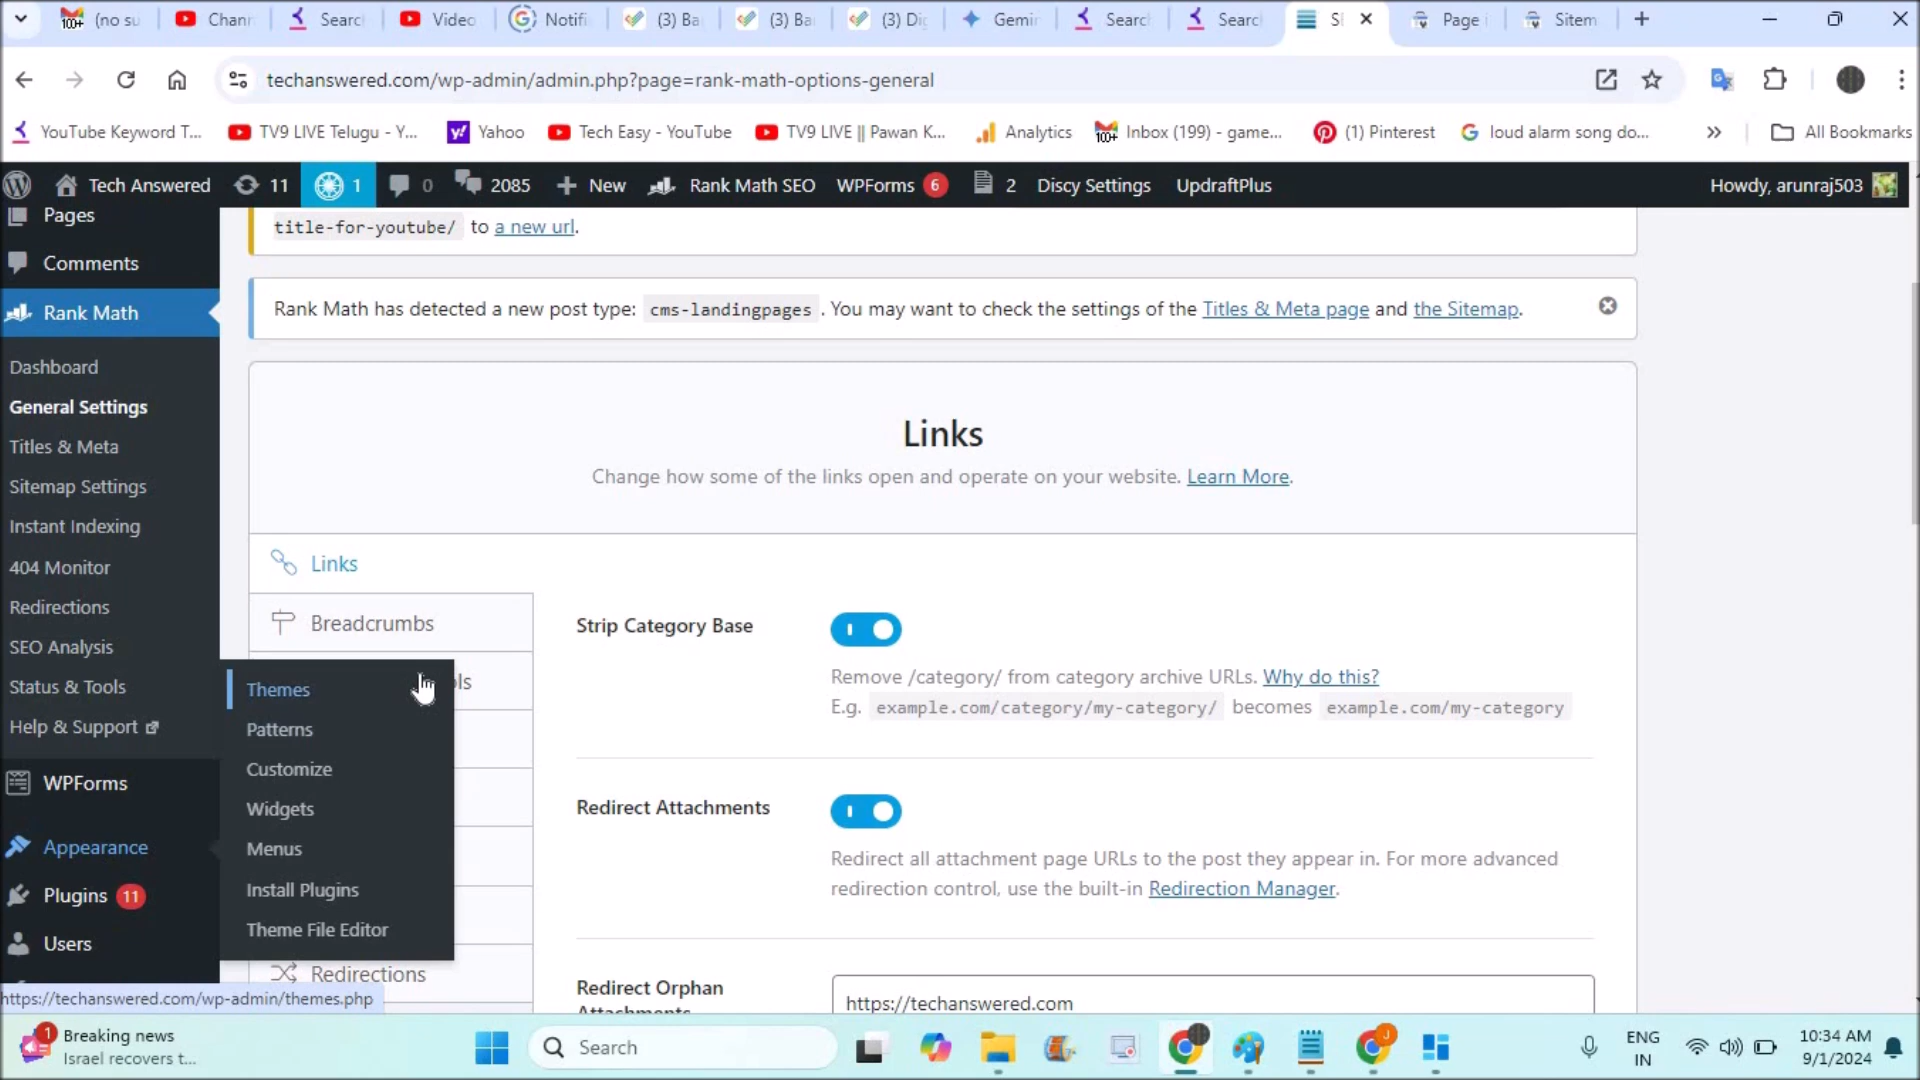 (no su
Chann
Search
Video
Notifi
(3) Ba
(3) Ba
(3) Dig
Gemin
Search
Search
Page i
Sitem
techanswered.com/wp-admin/admin.php?page=rank-math-options-general
YouTube Keyword T...
TV9 LIVE Telugu - Y...
Yahoo
Tech Easy - YouTube
TV9 LIVE || Pawan K...
Analytics
Inbox (199) - game...
(1) Pinterest
loud alarm song do...
All Bookmarks
Tech Answered
11
1
0
2085
New
Rank Math SEO
WPForms 6
2
Discy Settings
UpdraftPlus
Howdy, arunraj503
Pages
Comments
Rank Math
Dashboard
General Settings
Titles & Meta
Sitemap Settings
Instant Indexing
404 Monitor
Redirections
SEO Analysis
Status & Tools
Help & Support
WPForms
Appearance
Plugins 11
Users
Themes
Patterns
Customize
Widgets
Menus
Install Plugins
Theme File Editor
https://techanswered.com/wp-admin/themes.php
title-for-youtube/ to a new url.
Rank Math has detected a new post type: cms-landingpages . You may want to check the settings of the Titles & Meta page and the Sitemap.
Links
Change how some of the links open and operate on your website. Learn More.
Links
Breadcrumbs
ls
Redirections
Strip Category Base
Remove /category/ from category archive URLs. Why do this?
E.g. example.com/category/my-category/ becomes example.com/my-category
Redirect Attachments
Redirect all attachment page URLs to the post they appear in. For more advanced
redirection control, use the built-in Redirection Manager.
Redirect Orphan
https://techanswered.com
1
Breaking news
Israel recovers t...
Search
ENG
IN
10:34 AM
9/1/2024